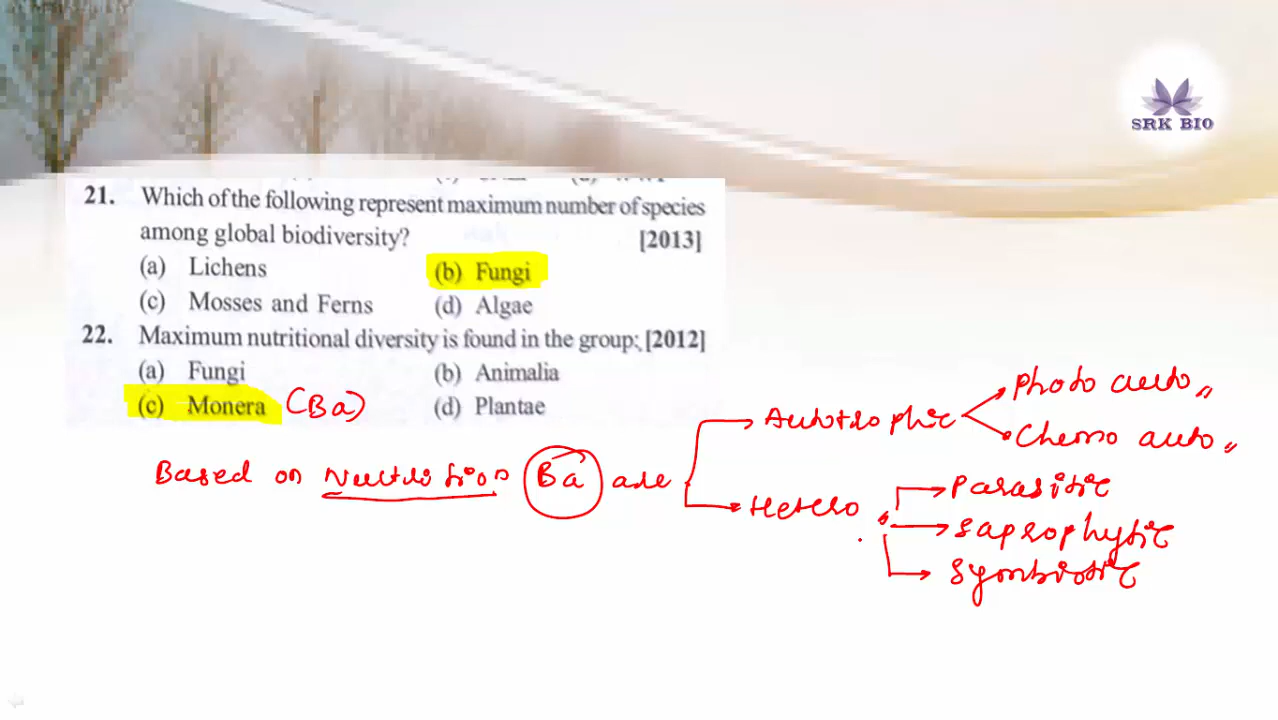 SRK BIO
21. Which of the following represent maximum number of species
among global biodiversity? [2013]
(a) Lichens (b) Fungi
(c) Mosses and Ferns (d) Algae
22. Maximum nutritional diversity is found in the group: [2012]
(a) Fungi (b) Animalia
(c) Monera (Ba) (d) Plantae
Based on Nutrition Ba are
Autotrophic
Photo auto "
Chemo auto "
Hetero
Parasitic
Saprophytic
Symbiotic